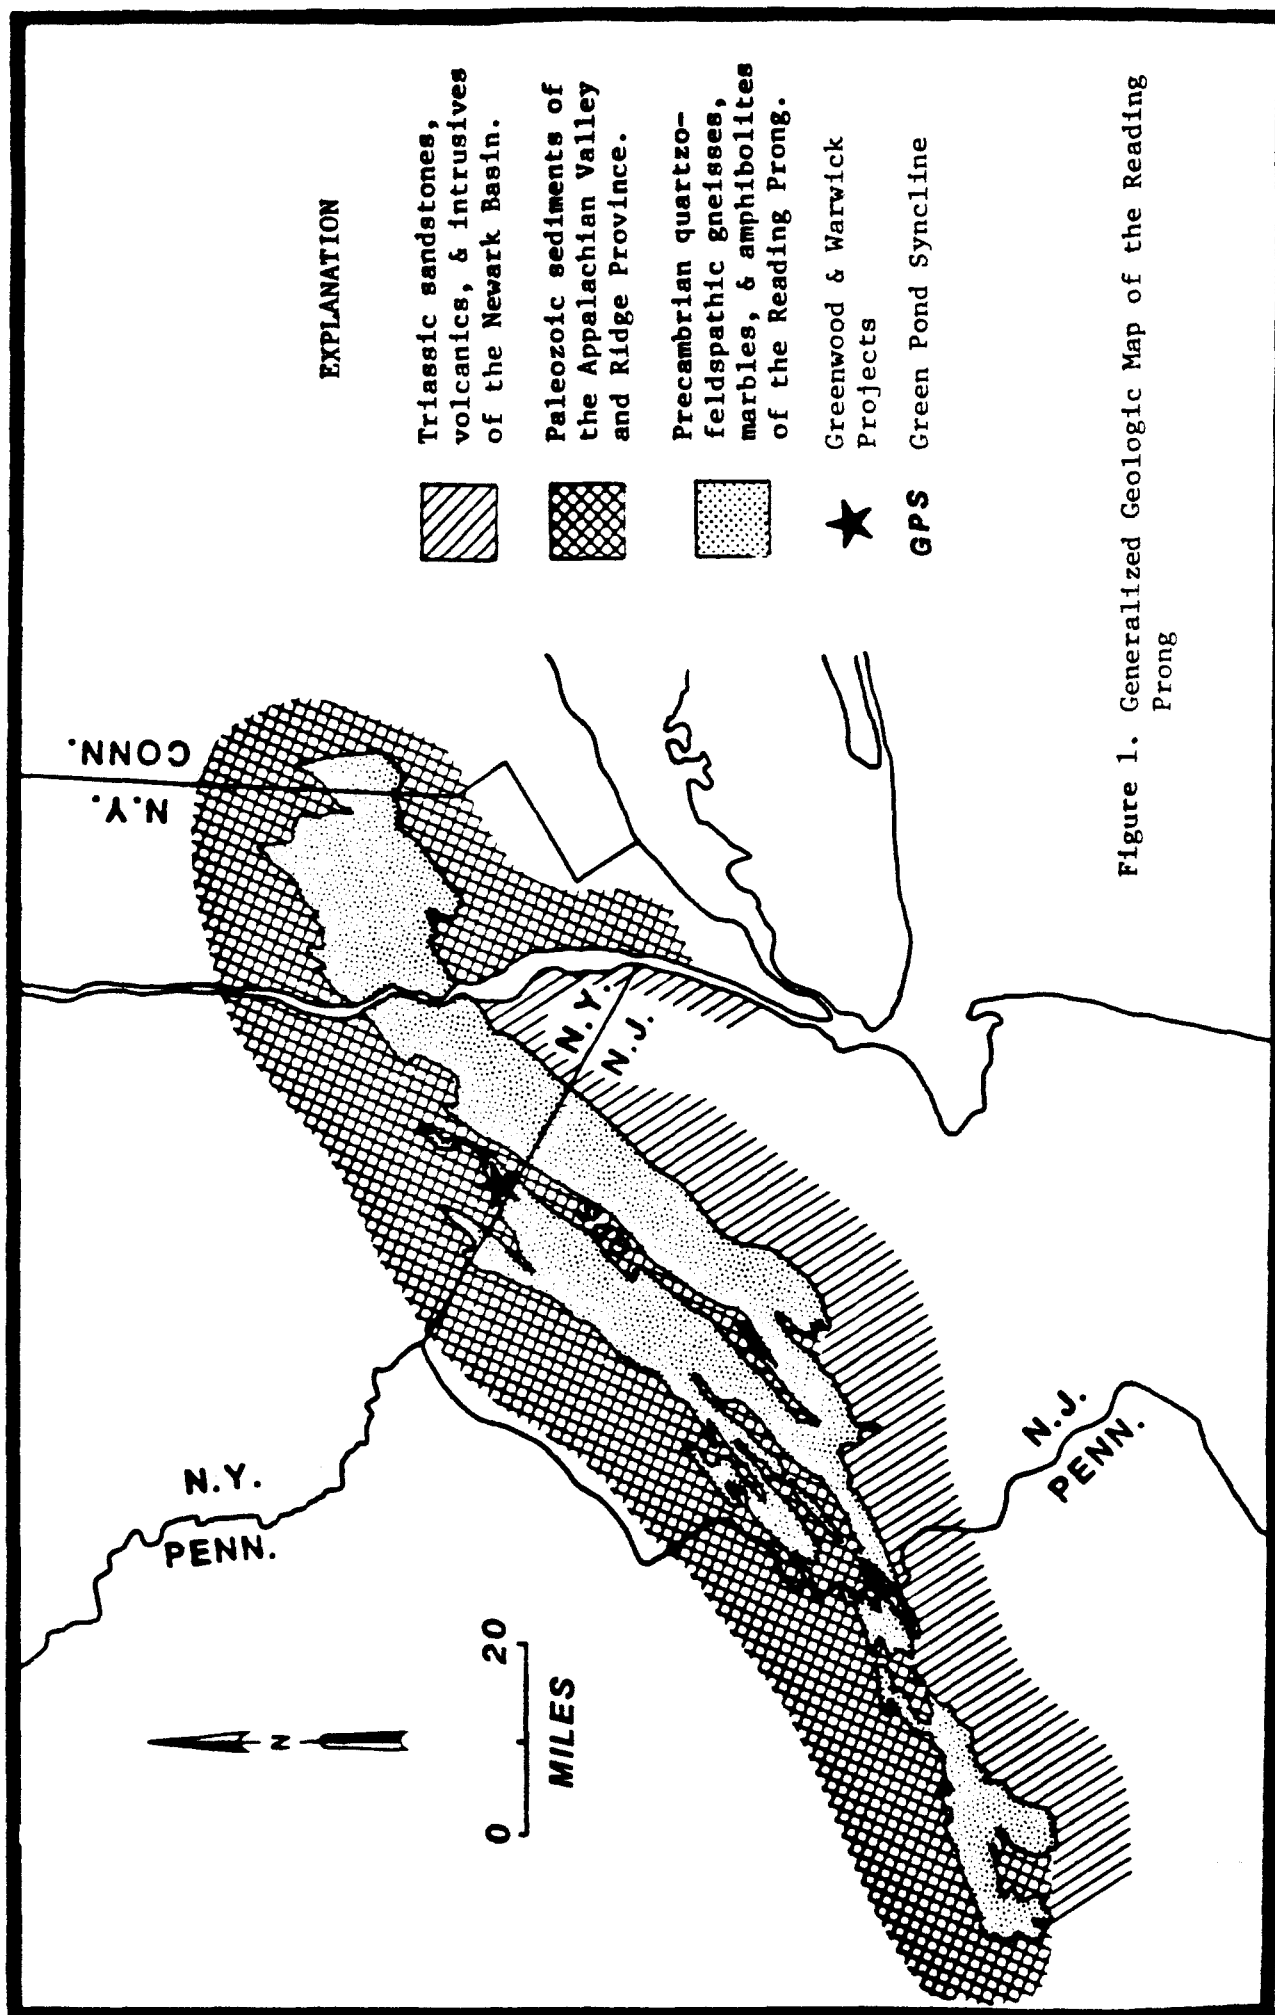 EXPLANATION
Triassic sandstones,
volcanics, & intrusives
of the Newark Basin.
Paleozoic sediments of
the Appalachian Valley
and Ridge Province.
Precambrian quartzo-
feldspathic gneisses,
marbles, & amphibolites
of the Reading Prong.
Greenwood & Warwick
Projects
GPS Green Pond Syncline
N.Y.
CONN.
N.Y.
N.J.
GPS
N.Y.
PENN.
N.J.
PENN.
N
0 20
MILES
Figure 1. Generalized Geologic Map of the Reading
Prong